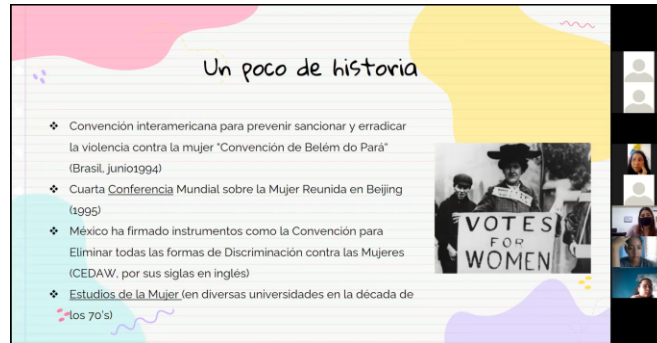 Un poco de historia
❖ Convención interamericana para prevenir sancionar y erradicar
la violencia contra la mujer "Convención de Belém do Pará"
(Brasil, junio1994)
❖ Cuarta Conferencia Mundial sobre la Mujer Reunida en Beijing
(1995)
❖ México ha firmado instrumentos como la Convención para
Eliminar todas las formas de Discriminación contra las Mujeres
(CEDAW, por sus siglas en inglés)
❖ Estudios de la Mujer (en diversas universidades en la década de
los 70's)
VOTES
FOR
WOMEN